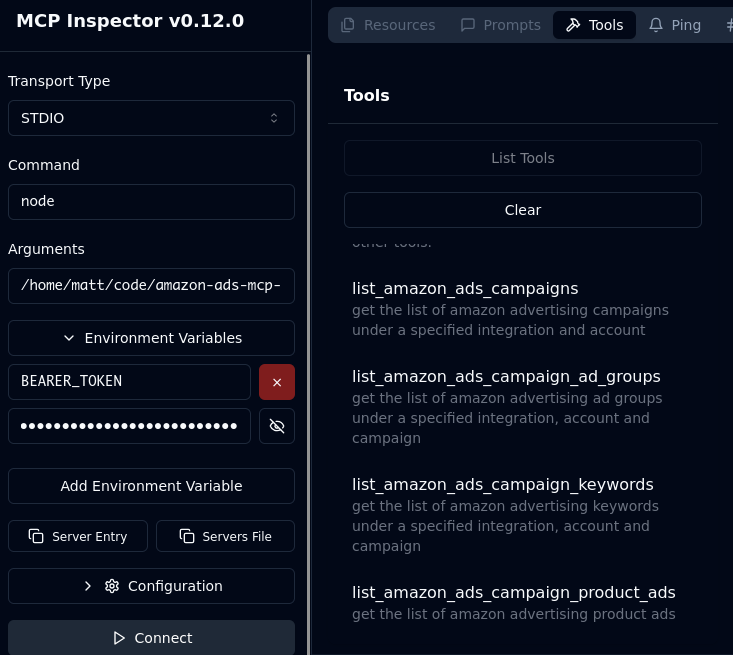 MCP Inspector v0.12.0
Transport Type
STDIO
Command
node
Arguments
/home/matt/code/amazon-ads-mcp-
Environment Variables
BEARER_TOKEN
••••••••••••••••••••••••••
Add Environment Variable
Server Entry
Servers File
Configuration
Connect
Resources
Prompts
Tools
Ping
#
Tools
List Tools
Clear
other tools.
list_amazon_ads_campaigns
get the list of amazon advertising campaigns
under a specified integration and account
list_amazon_ads_campaign_ad_groups
get the list of amazon advertising ad groups
under a specified integration, account and
campaign
list_amazon_ads_campaign_keywords
get the list of amazon advertising keywords
under a specified integration, account and
campaign
list_amazon_ads_campaign_product_ads
get the list of amazon advertising product ads